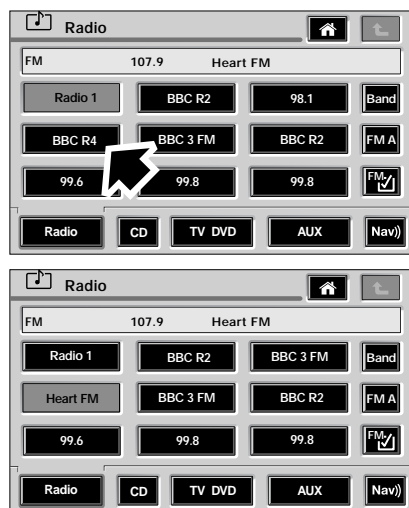 Radio
FM 107.9 Heart FM
Radio 1 BBC R2 98.1 Band
BBC R4 BBC 3 FM BBC R2 FM A
99.6 99.8 99.8 FM
Radio CD TV DVD AUX Nav))
Radio
FM 107.9 Heart FM
Radio 1 BBC R2 BBC 3 FM Band
Heart FM BBC 3 FM BBC R2 FM A
99.6 99.8 99.8 FM
Radio CD TV DVD AUX Nav))